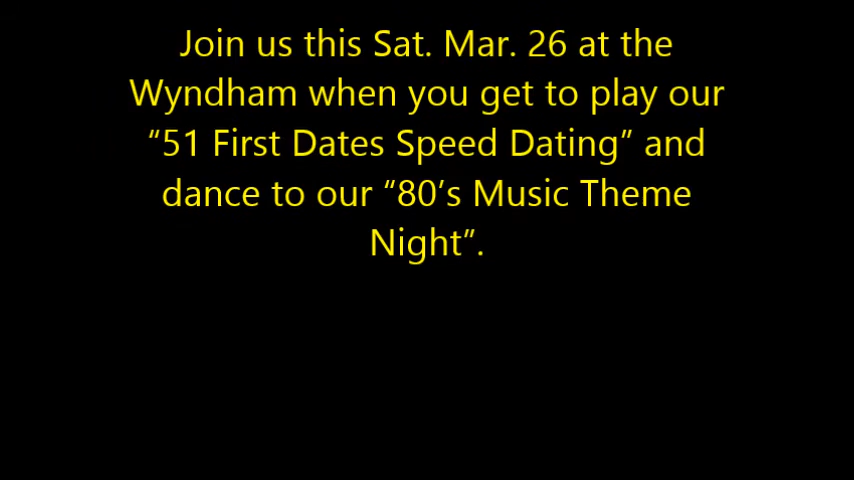 Join us this Sat. Mar. 26 at the
Wyndham when you get to play our
“51 First Dates Speed Dating” and
dance to our “80’s Music Theme
Night”.